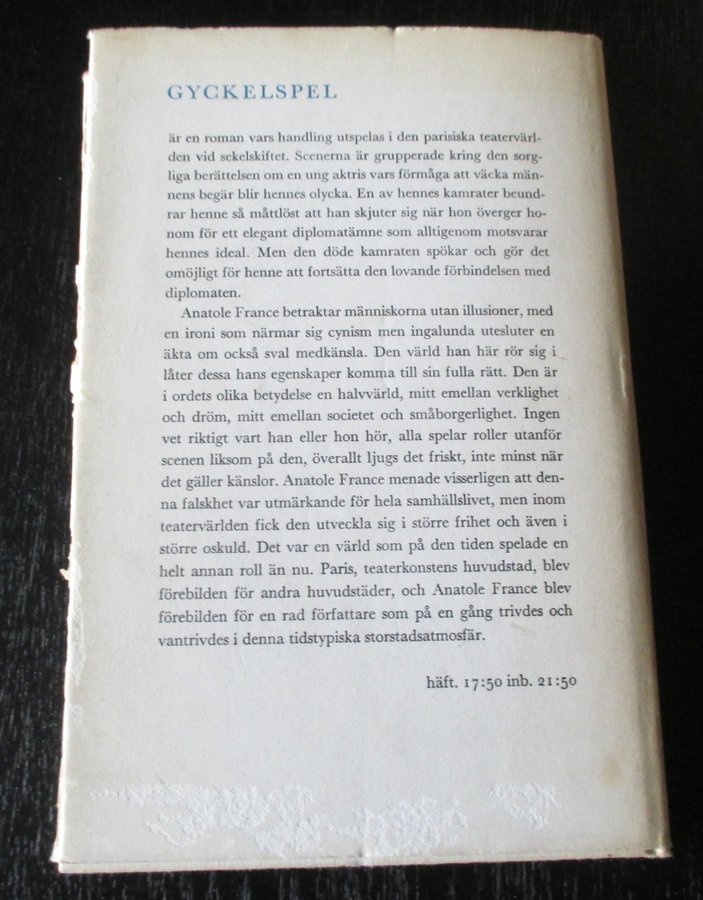 GYCKELSPEL
är en roman vars handling utspelas i den parisiska teatervärl-
den vid sekelskiftet. Scenerna är grupperade kring den sorg-
liga berättelsen om en ung aktris vars förmåga att väcka män-
nens begär blir hennes olycka. En av hennes kamrater beund-
rar henne så måttlöst att han skjuter sig när hon överger ho-
nom för ett elegant diplomatämne som alltigenom motsvarar
hennes ideal. Men den döde kamraten spökar och gör det
omöjligt för henne att fortsätta den lovande förbindelsen med
diplomaten.
Anatole France betraktar människorna utan illusioner, med
en ironi som närmar sig cynism men ingalunda utesluter en
äkta om också sval medkänsla. Den värld han här rör sig i
låter dessa hans egenskaper komma till sin fulla rätt. Den är
i ordets olika betydelse en halvvärld, mitt emellan verklighet
och dröm, mitt emellan societet och småborgerlighet. Ingen
vet riktigt vart han eller hon hör, alla spelar roller utanför
scenen liksom på den, överallt ljugs det friskt, inte minst när
det gäller känslor. Anatole France menade visserligen att den-
na falskhet var utmärkande för hela samhällslivet, men inom
teatervärlden fick den utveckla sig i större frihet och även i
större oskuld. Det var en värld som på den tiden spelade en
helt annan roll än nu. Paris, teaterkonstens huvudstad, blev
förebilden för andra huvudstäder, och Anatole France blev
förebilden för en rad författare som på en gång trivdes och
vantrivdes i denna tidstypiska storstadsatmosfär.
häft. 17:50 inb. 21:50